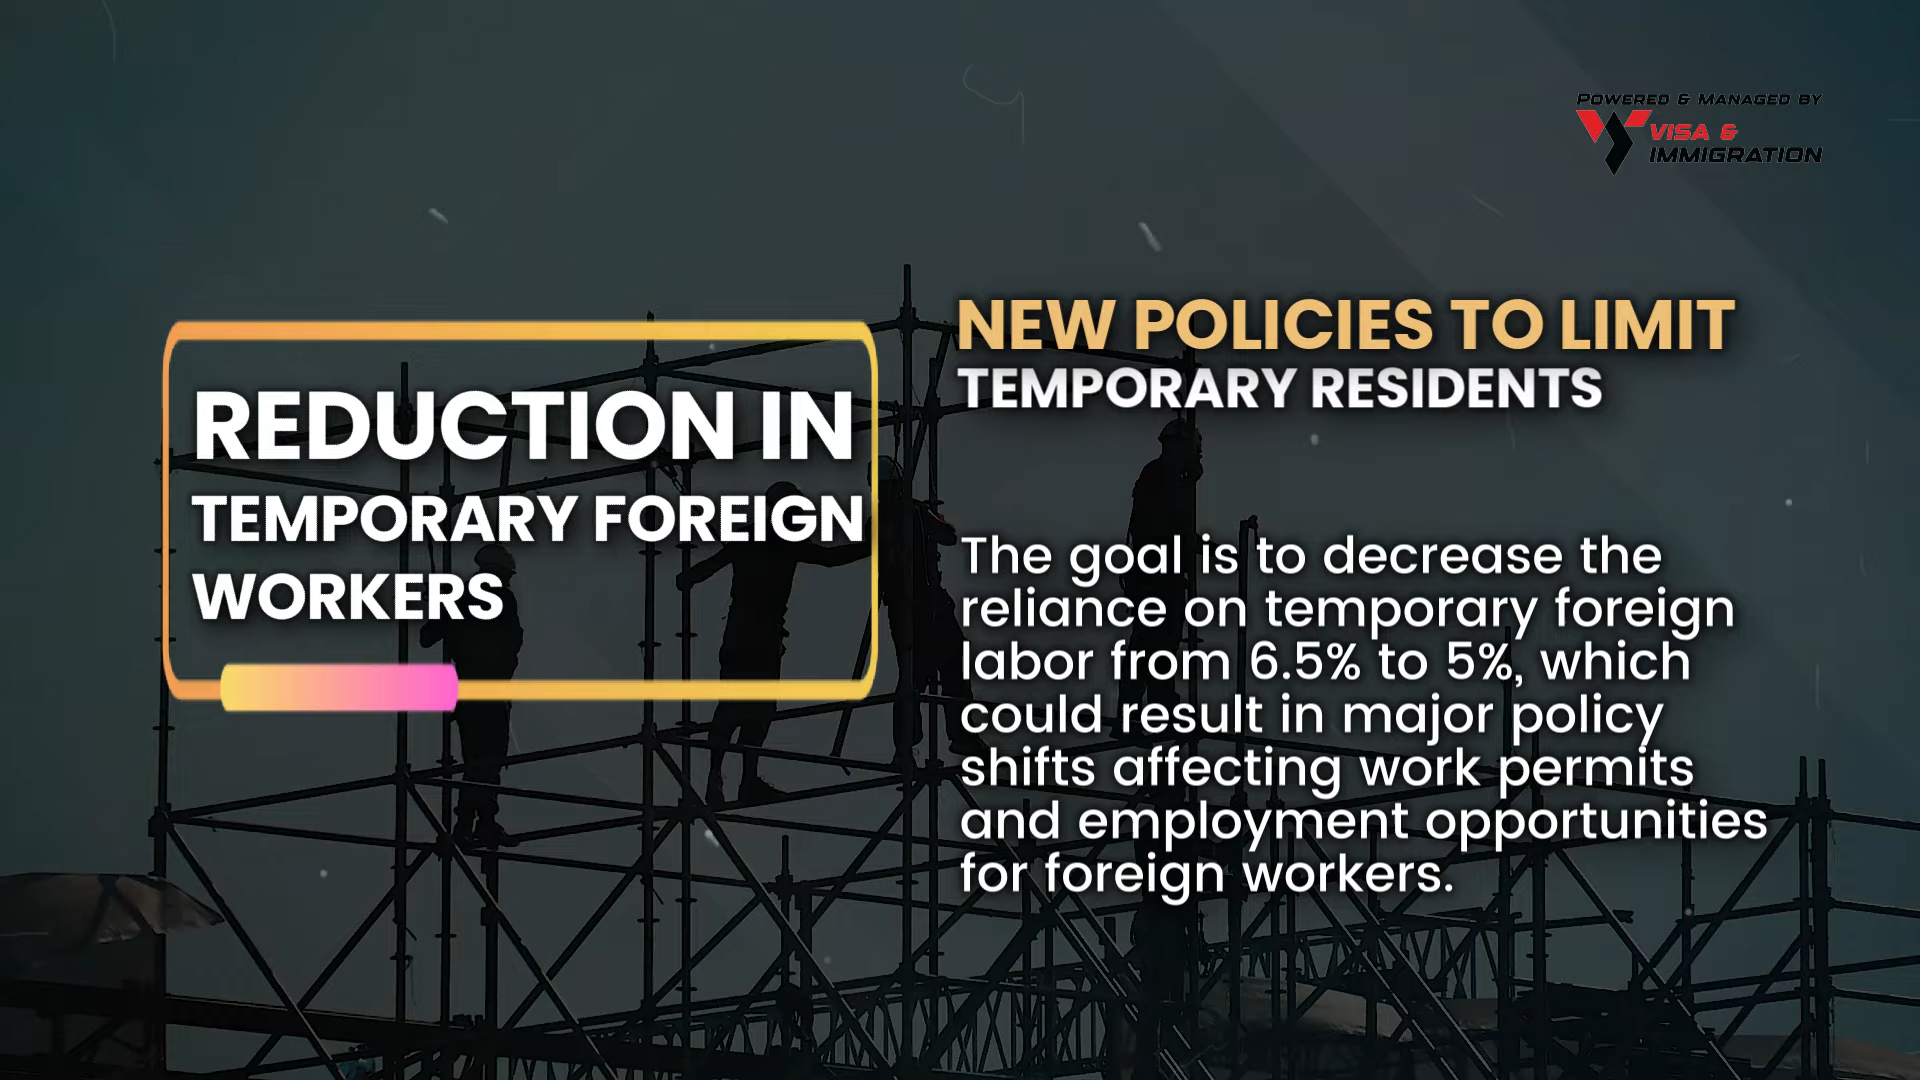 POWERED & MANAGED BY
VISA &
IMMIGRATION
REDUCTION IN
TEMPORARY FOREIGN
WORKERS
NEW POLICIES TO LIMIT
TEMPORARY RESIDENTS
The goal is to decrease the
reliance on temporary foreign
labor from 6.5% to 5%, which
could result in major policy
shifts affecting work permits
and employment opportunities
for foreign workers.